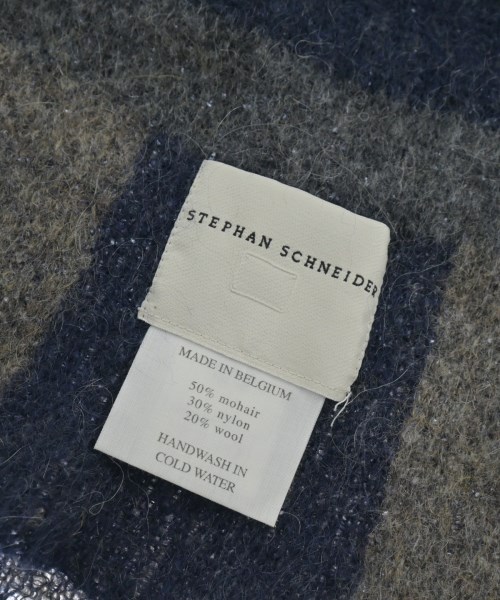 STEPHAN SCHNEIDER
MADE IN BELGIUM
50% mohair
30% nylon
20% wool
HANDWASH IN
COLD WATER